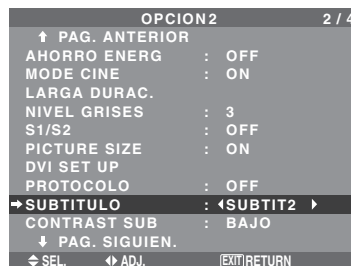 OPCION2 2 / 4
↑ PAG. ANTERIOR
AHORRO ENERG : OFF
MODE CINE : ON
LARGA DURAC.
NIVEL GRISES : 3
S1/S2 : OFF
PICTURE SIZE : ON
DVI SET UP
PROTOCOLO : OFF
→SUBTITULO : ◂SUBTIT2 ▸
CONTRAST SUB : BAJO
↓ PAG. SIGUIEN.
SEL. ADJ. EXIT RETURN